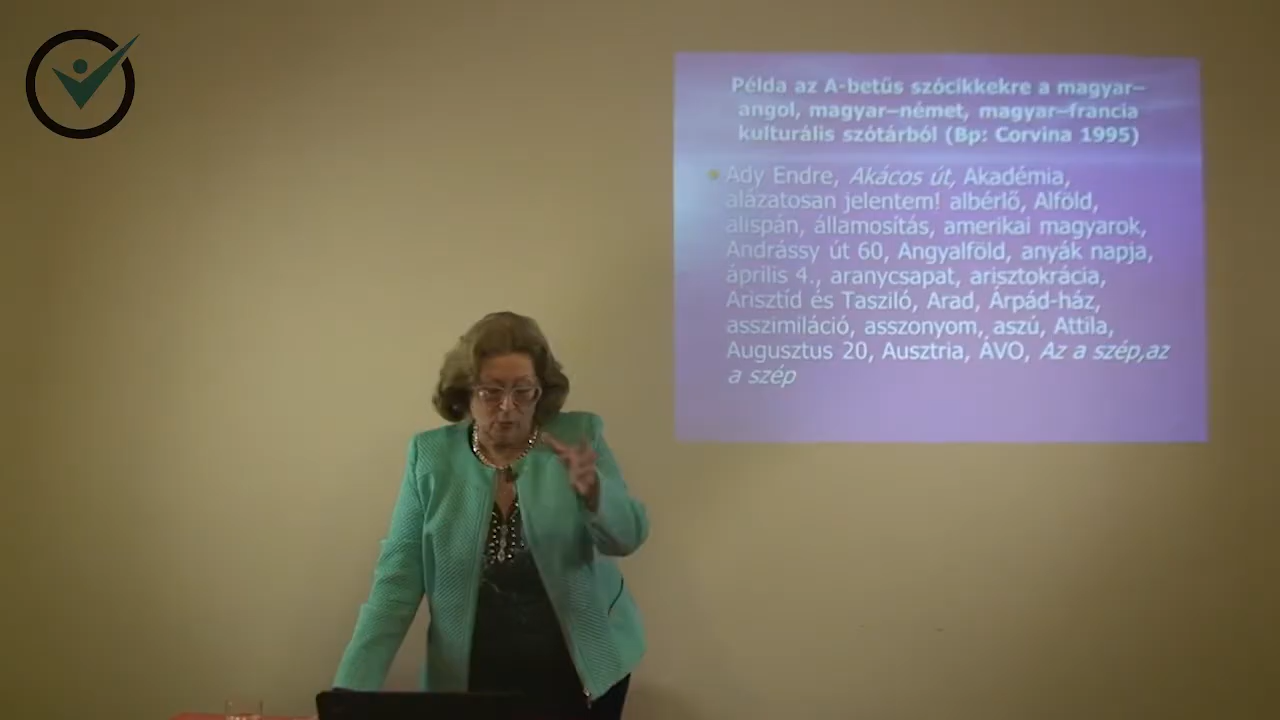 Példa az A-betűs szócikkekre a magyar–
angol, magyar–német, magyar–francia
kulturális szótárból (Bp: Corvina 1995)
Ady Endre, Akácos út, Akadémia,
alázatosan jelentem! albérlő, Alföld,
alispán, államosítás, amerikai magyarok,
Andrássy út 60, Angyalföld, anyák napja,
április 4., aranycsapat, arisztokrácia,
Arisztíd és Tasziló, Arad, Árpád-ház,
asszimiláció, asszonyom, aszú, Attila,
Augusztus 20, Ausztria, ÁVO, Az a szép,az
a szép